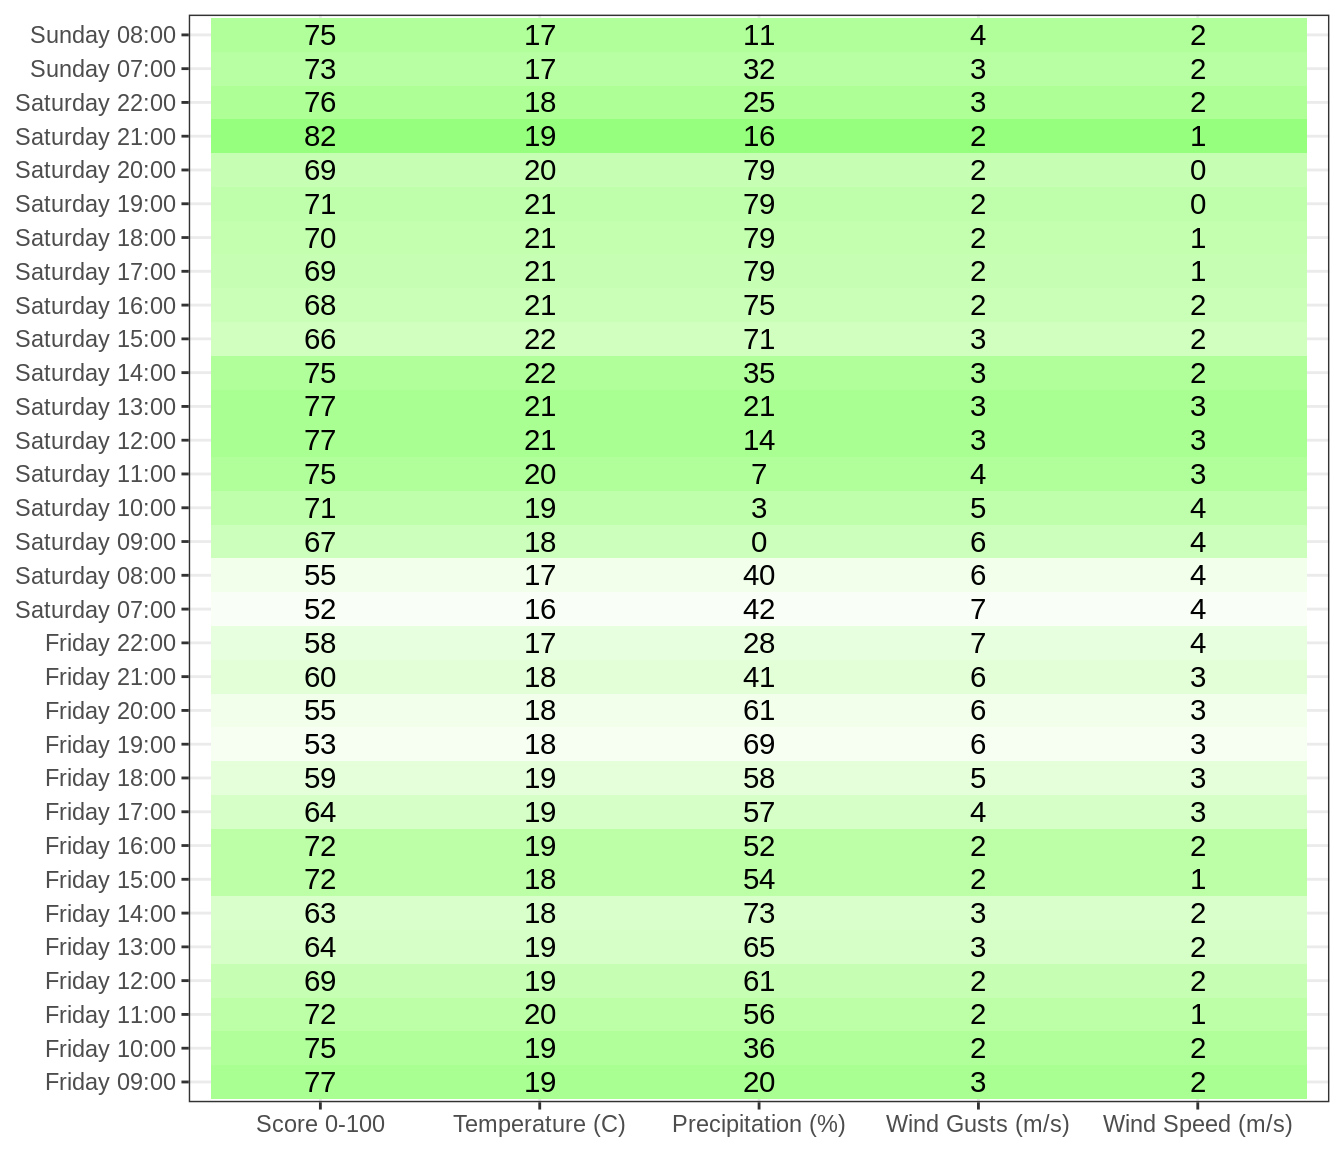 Sunday 08:00 75 17 11 4 2
Sunday 07:00 73 17 32 3 2
Saturday 22:00 76 18 25 3 2
Saturday 21:00 82 19 16 2 1
Saturday 20:00 69 20 79 2 0
Saturday 19:00 71 21 79 2 0
Saturday 18:00 70 21 79 2 1
Saturday 17:00 69 21 79 2 1
Saturday 16:00 68 21 75 2 2
Saturday 15:00 66 22 71 3 2
Saturday 14:00 75 22 35 3 2
Saturday 13:00 77 21 21 3 3
Saturday 12:00 77 21 14 3 3
Saturday 11:00 75 20 7 4 3
Saturday 10:00 71 19 3 5 4
Saturday 09:00 67 18 0 6 4
Saturday 08:00 55 17 40 6 4
Saturday 07:00 52 16 42 7 4
Friday 22:00 58 17 28 7 4
Friday 21:00 60 18 41 6 3
Friday 20:00 55 18 61 6 3
Friday 19:00 53 18 69 6 3
Friday 18:00 59 19 58 5 3
Friday 17:00 64 19 57 4 3
Friday 16:00 72 19 52 2 2
Friday 15:00 72 18 54 2 1
Friday 14:00 63 18 73 3 2
Friday 13:00 64 19 65 3 2
Friday 12:00 69 19 61 2 2
Friday 11:00 72 20 56 2 1
Friday 10:00 75 19 36 2 2
Friday 09:00 77 19 20 3 2
Score 0-100 Temperature (C) Precipitation (%) Wind Gusts (m/s) Wind Speed (m/s)